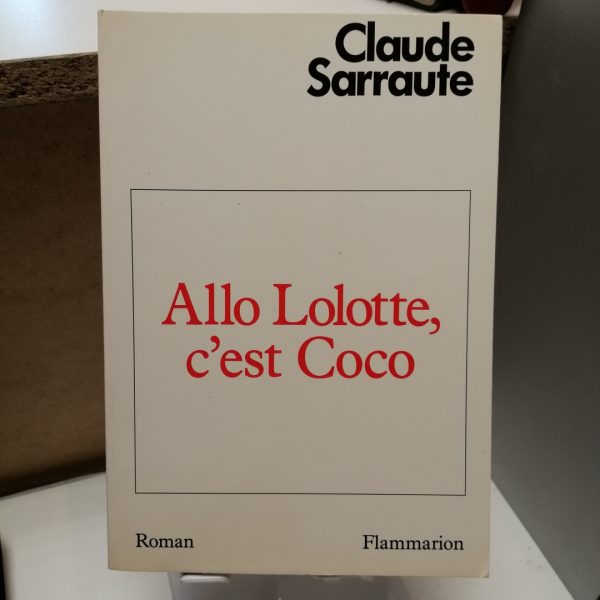 Claude
Sarraute
Allo Lolotte,
c'est Coco
Roman
Flammarion